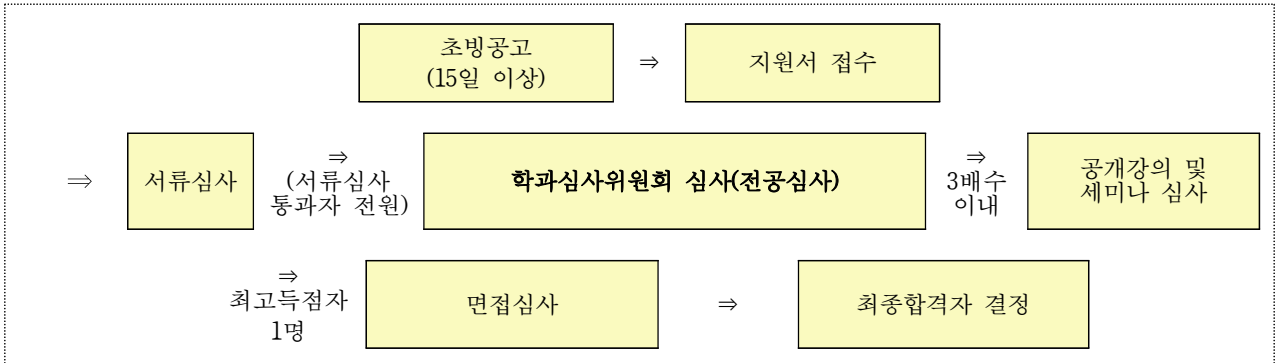 초빙공고
(15일 이상)
⇒
지원서 접수
⇒
서류심사
⇒
(서류심사
통과자 전원)
학과심사위원회 심사(전공심사)
⇒
3배수
이내
공개강의 및
세미나 심사
⇒
최고득점자
1명
면접심사
⇒
최종합격자 결정